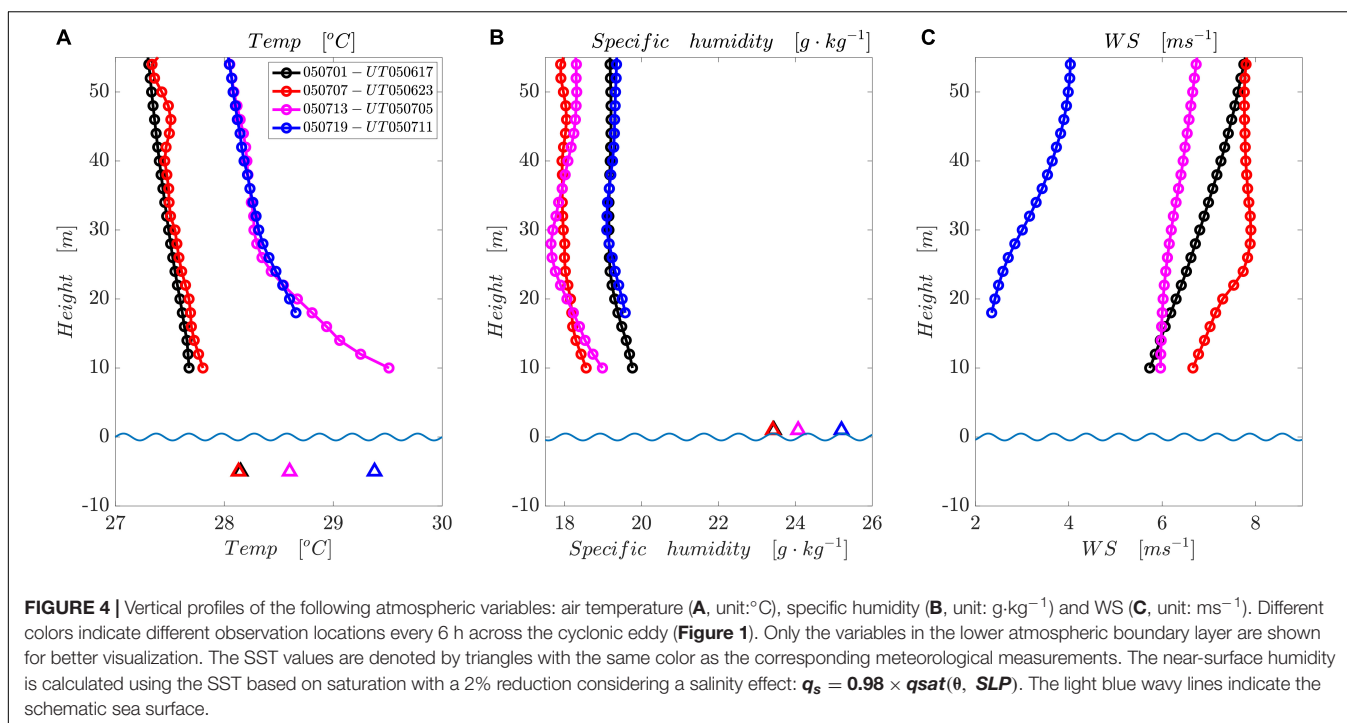 A
Temp [°C]
050701 − UT050617
050707 − UT050623
050713 − UT050705
050719 − UT050711
50
40
30
20
10
0
-10
Height [m]
27 28 29 30
Temp [°C]
B
Specific humidity [g · kg⁻¹]
50
40
30
20
10
0
-10
Height [m]
18 20 22 24 26
Specific humidity [g · kg⁻¹]
C
WS [ms⁻¹]
50
40
30
20
10
0
-10
Height [m]
2 4 6 8
WS [ms⁻¹]
FIGURE 4 | Vertical profiles of the following atmospheric variables: air temperature (A, unit:°C), specific humidity (B, unit: g·kg⁻¹) and WS (C, unit: ms⁻¹). Different
colors indicate different observation locations every 6 h across the cyclonic eddy (Figure 1). Only the variables in the lower atmospheric boundary layer are shown
for better visualization. The SST values are denoted by triangles with the same color as the corresponding meteorological measurements. The near-surface humidity
is calculated using the SST based on saturation with a 2% reduction considering a salinity effect: qₛ = 0.98 × qsat(θ, SLP). The light blue wavy lines indicate the
schematic sea surface.